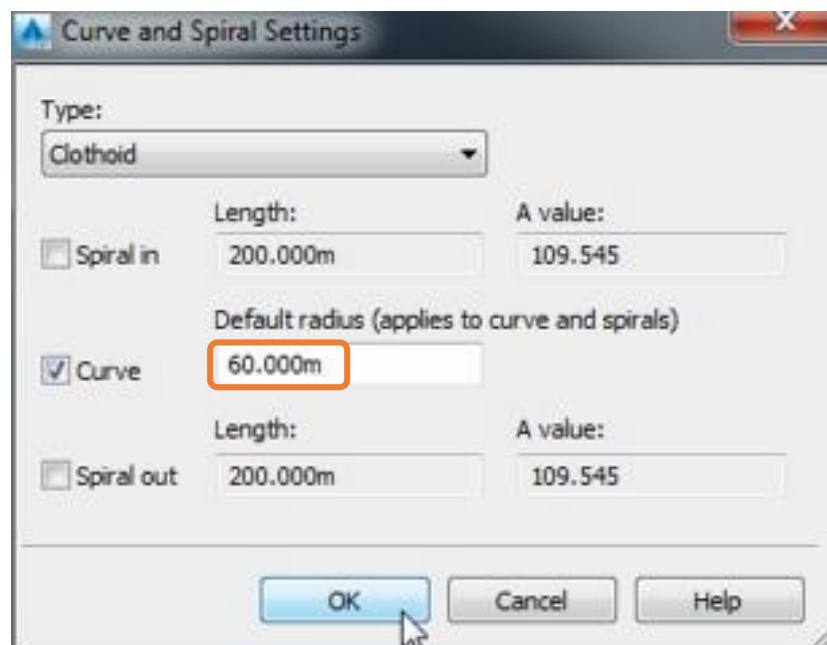 Curve and Spiral Settings
Type:
Clothoid
Length: A value:
Spiral in 200.000m 109.545
Default radius (applies to curve and spirals)
Curve 60.000m
Length: A value:
Spiral out 200.000m 109.545
OK Cancel Help